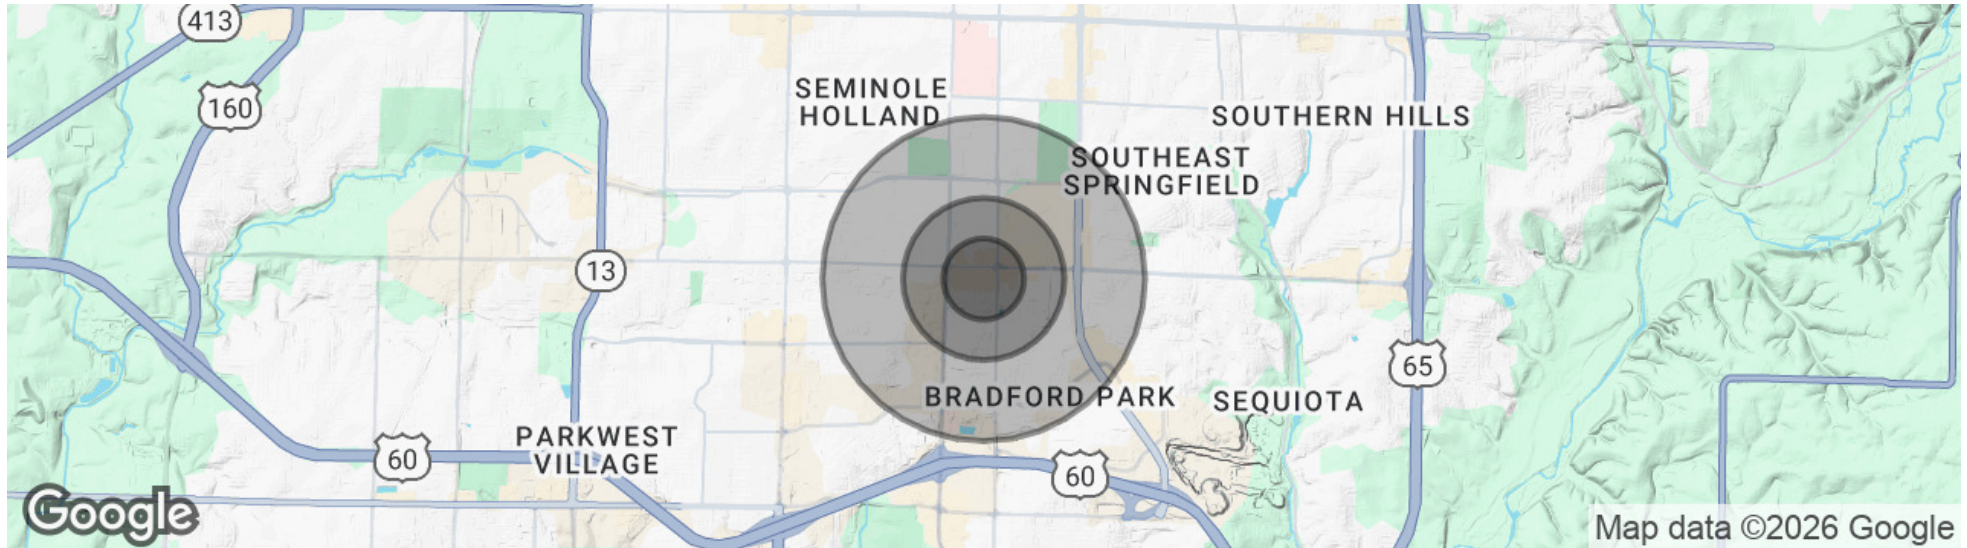 413
160
SEMINOLE
HOLLAND
SOUTHERN HILLS
SOUTHEAST
SPRINGFIELD
13
65
BRADFORD PARK
SEQUIOTA
PARKWEST
VILLAGE
60
60
Google
Map data ©2026 Google